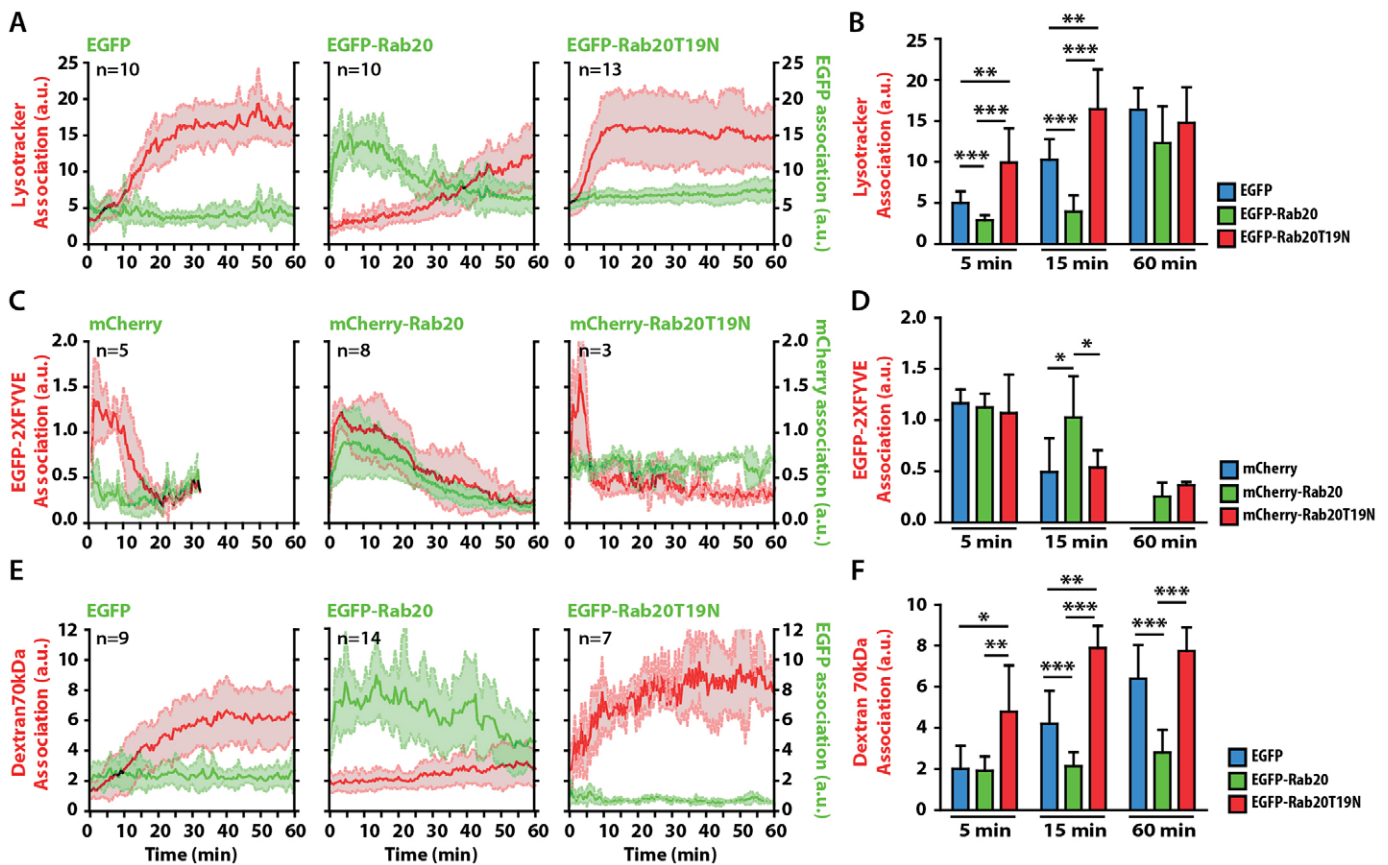 A
EGFP
EGFP-Rab20
EGFP-Rab20T19N
n=10
n=10
n=13
Lysotracker
Association (a.u.)
EGFP association (a.u.)
25
20
15
10
5
0
25
20
15
10
5
0
0 10 20 30 40 50 60
0 10 20 30 40 50 60
0 10 20 30 40 50 60
B
Lysotracker
Association (a.u.)
25
20
15
10
5
0
**
** ***
*** *** ***
5 min 15 min 60 min
EGFP
EGFP-Rab20
EGFP-Rab20T19N
C
mCherry
mCherry-Rab20
mCherry-Rab20T19N
n=5
n=8
n=3
EGFP-2XFYVE
Association (a.u.)
mCherry association (a.u.)
2.0
1.5
1.0
0.5
0.0
2.0
1.5
1.0
0.5
0.0
0 10 20 30 40 50 60
0 10 20 30 40 50 60
0 10 20 30 40 50 60
D
EGFP-2XFYVE
Association (a.u.)
2.0
1.5
1.0
0.5
0.0
* *
5 min 15 min 60 min
mCherry
mCherry-Rab20
mCherry-Rab20T19N
E
EGFP
EGFP-Rab20
EGFP-Rab20T19N
n=9
n=14
n=7
Dextran70kDa
Association (a.u.)
EGFP association (a.u.)
12
10
8
6
4
2
0
12
10
8
6
4
2
0
0 10 20 30 40 50 60
0 10 20 30 40 50 60
0 10 20 30 40 50 60
Time (min)
Time (min)
Time (min)
F
Dextran 70kDa
Association (a.u.)
10
8
6
4
2
0
* ** ***
** *** ***
***
5 min 15 min 60 min
EGFP
EGFP-Rab20
EGFP-Rab20T19N